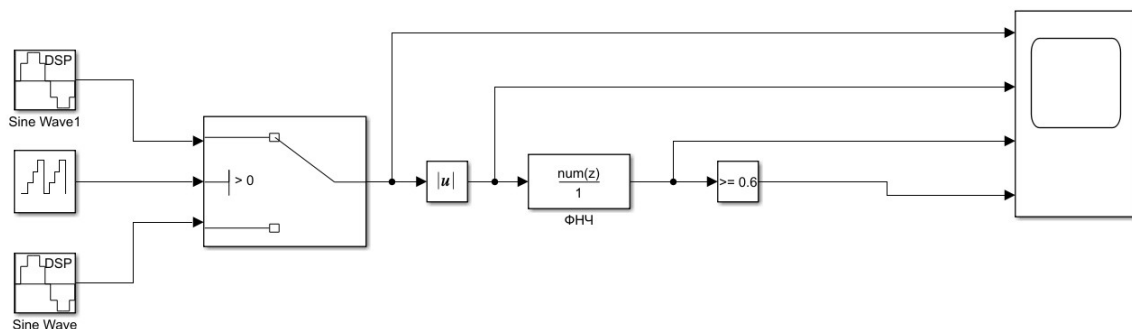 DSP
Sine Wave1
> 0
DSP
Sine Wave
|u|
num(z)
1
ФНЧ
>= 0.6